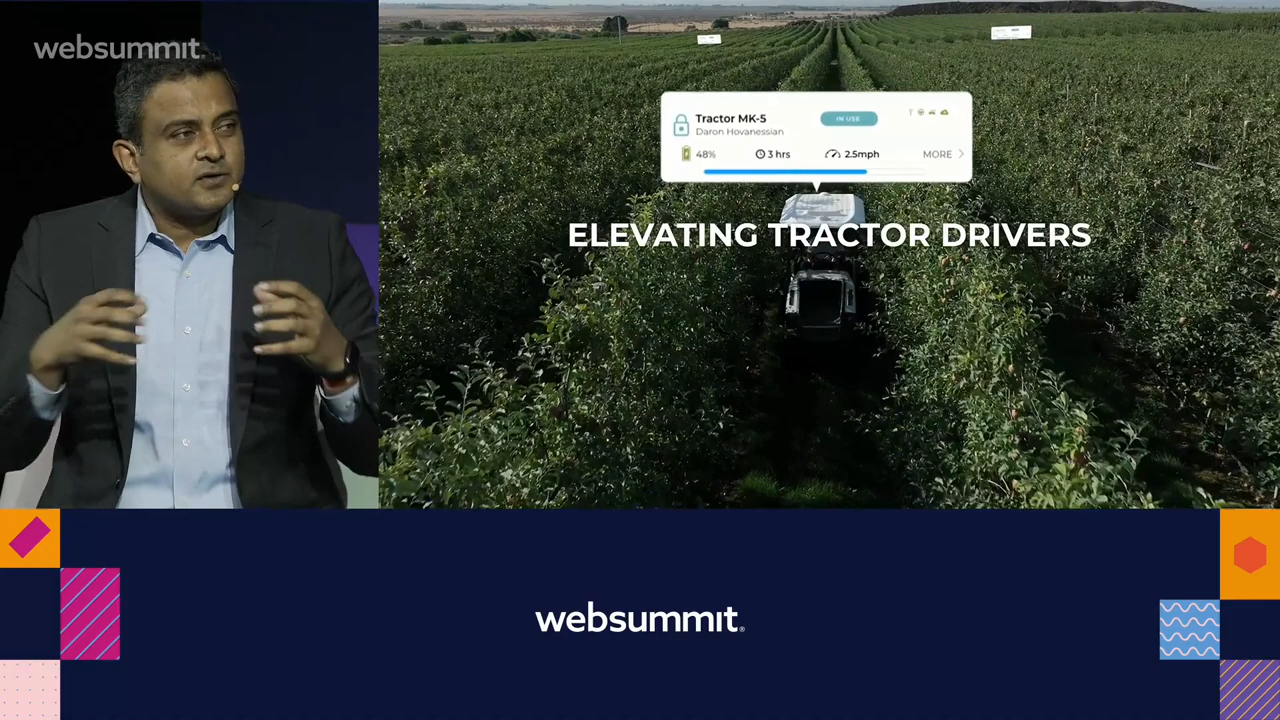 websummit
Tractor MK-5
IN USE
Daron Hovanessian
48%
3 hrs
2.5mph
MORE
ELEVATING TRACTOR DRIVERS
websummit®